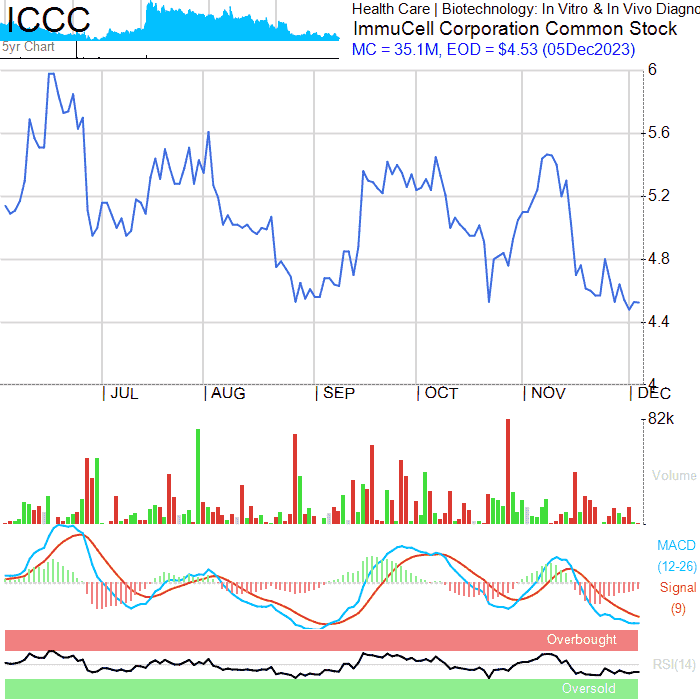 ICCC
5yr Chart
Health Care | Biotechnology: In Vitro & In Vivo Diagno
ImmuCell Corporation Common Stock
MC = 35.1M, EOD = $4.53 (05Dec2023)
6
5.6
5.2
4.8
4.4
4
| JUL | AUG | SEP | OCT | NOV | DEC
82k
Volume
MACD
(12-26)
Signal
(9)
Overbought
RSI(14)
Oversold